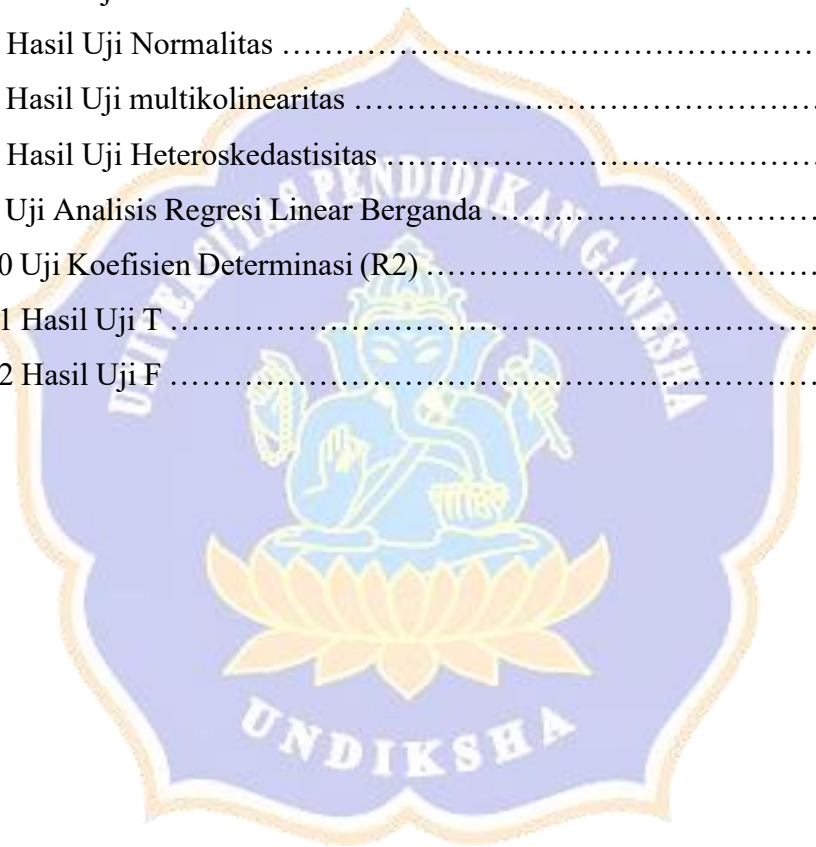 Hasil Uji Normalitas ……………………………………………………
Hasil Uji multikolinearitas ………………………………………………
Hasil Uji Heteroskedastisitas ……………………………………………
Uji Analisis Regresi Linear Berganda …………………………………
0 Uji Koefisien Determinasi (R2) ………………………………………
1 Hasil Uji T ………………………………………………………………
2 Hasil Uji F ………………………………………………………………
UNIVERSITAS PENDIDIKAN GANESHA
UNDIKSHA